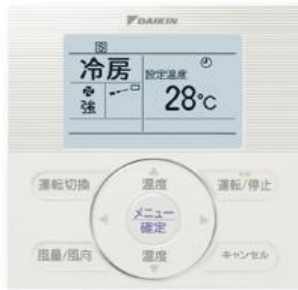 DAIKIN
S
冷房
設定温度
強
28℃
運転切換
温度
運転/停止
メニュー
確定
風量/風向
温度
キャンセル